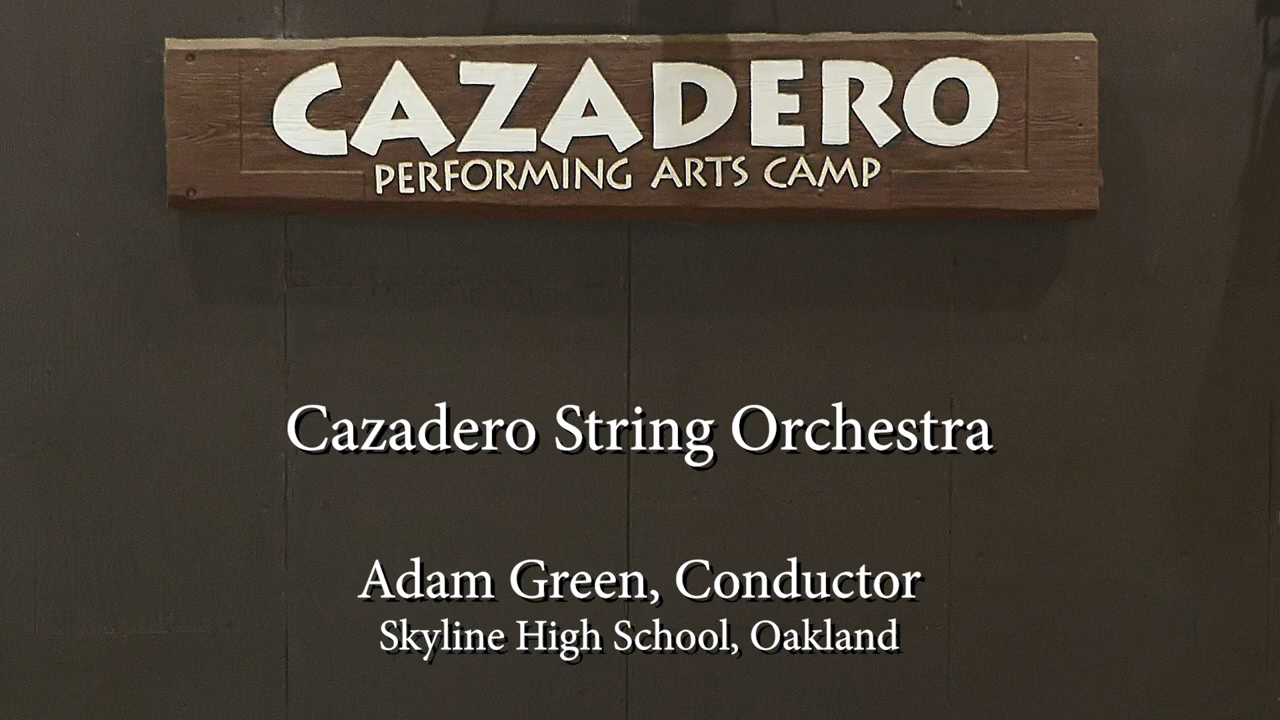 CAZADERO
PERFORMING ARTS CAMP
Cazadero String Orchestra
Adam Green, Conductor
Skyline High School, Oakland